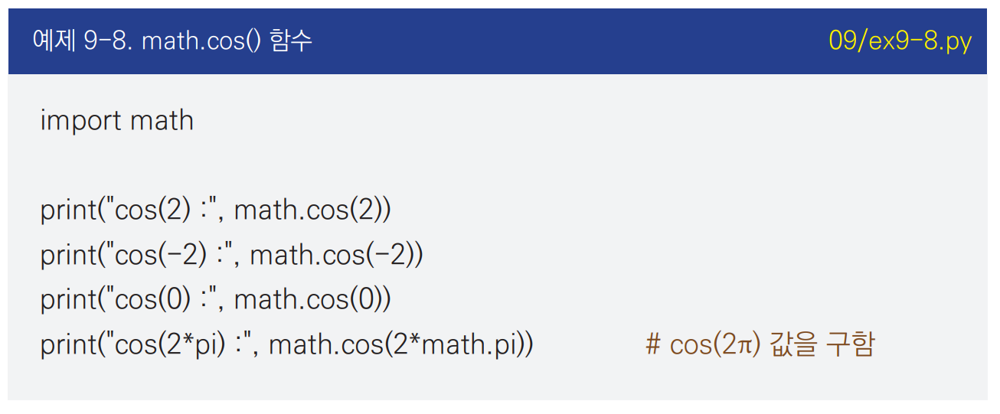 예제 9-8. math.cos() 함수
09/ex9-8.py
import math
print("cos(2) :", math.cos(2))
print("cos(-2) :", math.cos(-2))
print("cos(0) :", math.cos(0))
print("cos(2*pi) :", math.cos(2*math.pi)) # cos(2π) 값을 구함